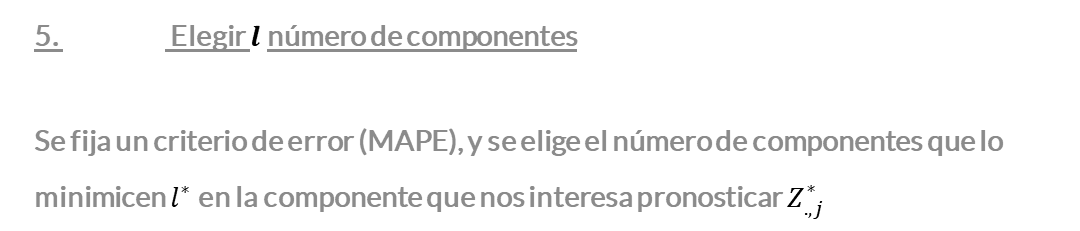 5. Elegir l número de componentes
Se fija un criterio de error (MAPE), y se elige el número de componentes que lo
minimicen l* en la componente que nos interesa pronosticar Z*.,j